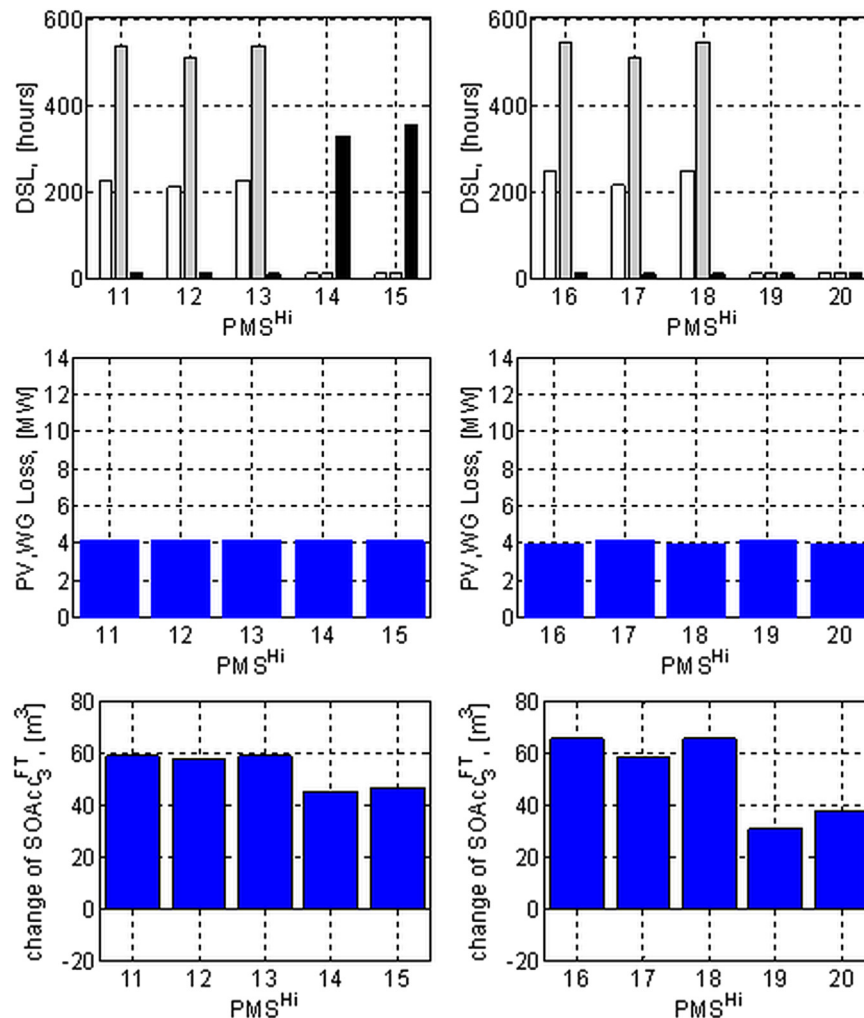 600
400
200
0
DSL, [hours]
11 12 13 14 15
PMS^Hi
600
400
200
0
DSL, [hours]
16 17 18 19 20
PMS^Hi
14
12
10
8
6
4
2
0
PV,WG Loss, [MW]
11 12 13 14 15
PMS^Hi
14
12
10
8
6
4
2
0
PV,WG Loss, [MW]
16 17 18 19 20
PMS^Hi
80
60
40
20
0
-20
change of SOAcc₃^FT, [m³]
11 12 13 14 15
PMS^Hi
80
60
40
20
0
-20
change of SOAcc₃^FT, [m³]
16 17 18 19 20
PMS^Hi